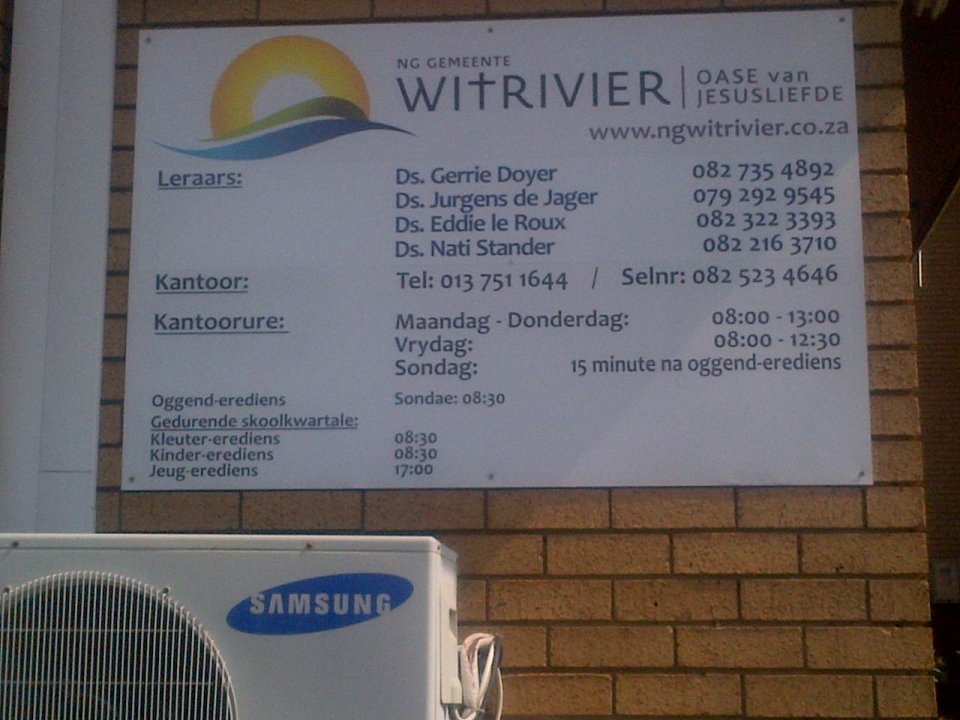 NG GEMEENTE
WITRIVIER | OASE van JESUSLIEFDE
www.ngwitrivier.co.za
Leraars: Ds. Gerrie Doyer 082 735 4892
Ds. Jurgens de Jager 079 292 9545
Ds. Eddie le Roux 082 322 3393
Ds. Nati Stander 082 216 3710
Kantoor: Tel: 013 751 1644 / Selnr: 082 523 4646
Kantoorure: Maandag - Donderdag: 08:00 - 13:00
Vrydag: 08:00 - 12:30
Sondag: 15 minute na oggend-erediens
Oggend-erediens Sondae: 08:30
Gedurende skoolkwartale:
Kleuter-erediens 08:30
Kinder-erediens 08:30
Jeug-erediens 17:00
SAMSUNG